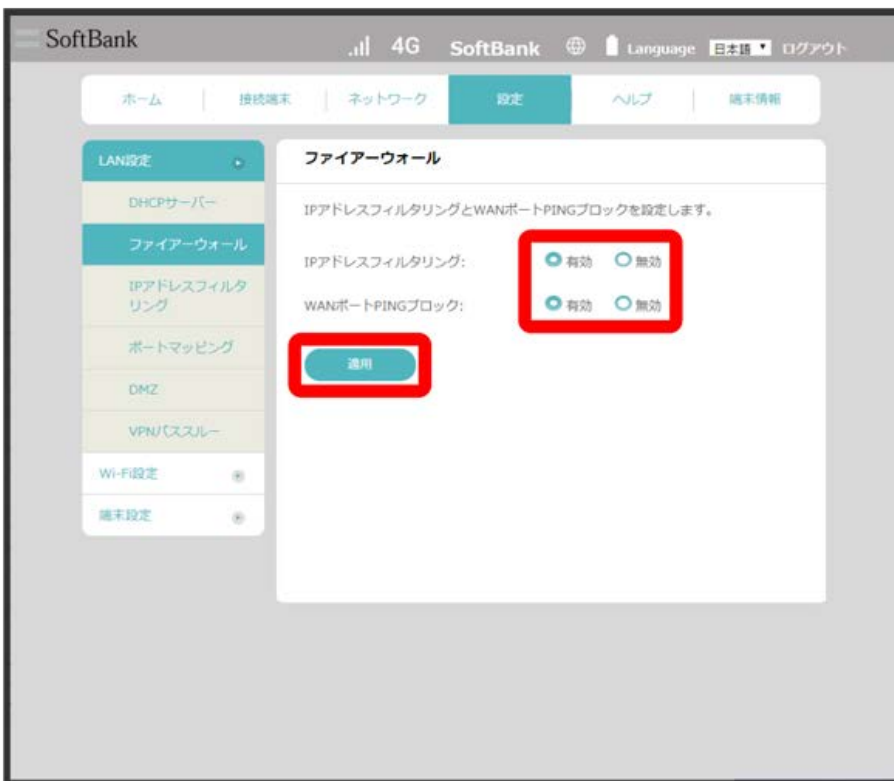 SoftBank
4G SoftBank Language 日本語 ログアウト
ホーム 接続端末 ネットワーク 設定 ヘルプ 端末情報
LAN設定
DHCPサーバー
ファイアーウォール
IPアドレスフィルタ
リング
ポートマッピング
DMZ
VPNパススルー
Wi-Fi設定
端末設定
ファイアーウォール
IPアドレスフィルタリングとWANポートPINGブロックを設定します。
IPアドレスフィルタリング: 有効 無効
WANポートPINGブロック: 有効 無効
適用